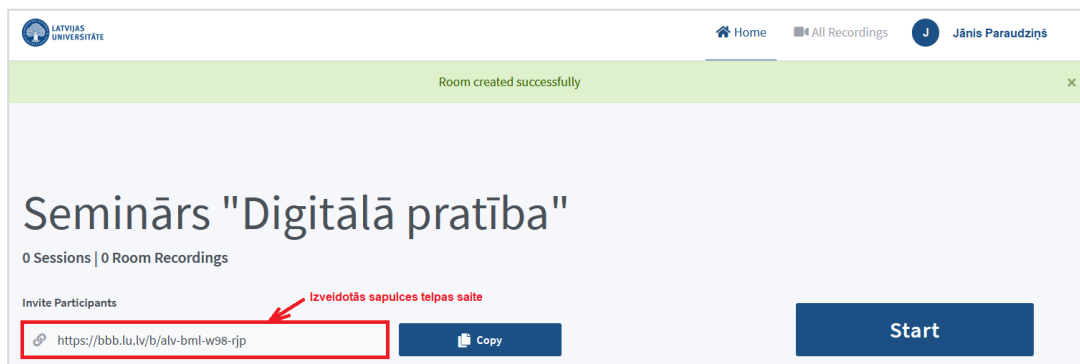 LATVIJAS
UNIVERSITĀTE
Home
All Recordings
J
Jānis Paraudziņš
Room created successfully
×
Seminārs "Digitālā pratība"
0 Sessions | 0 Room Recordings
Invite Participants
Izveidotās sapulces telpas saite
https://bbb.lu.lv/b/alv-bml-w98-rjp
Copy
Start